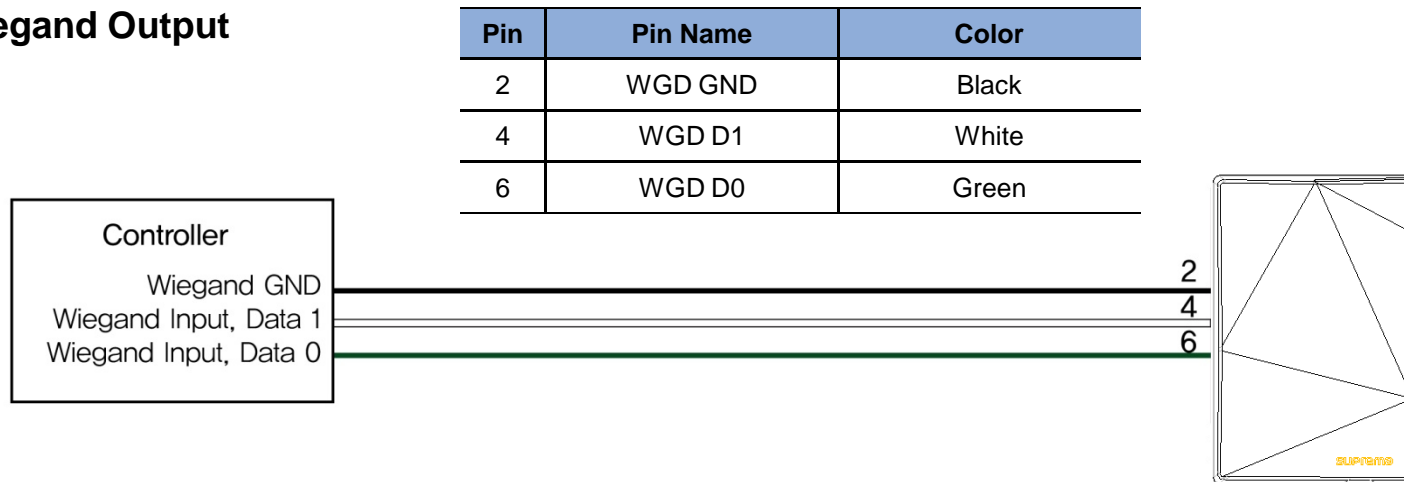 egand Output
Pin Pin Name Color
2 WGD GND Black
4 WGD D1 White
6 WGD D0 Green
Controller
Wiegand GND
Wiegand Input, Data 1
Wiegand Input, Data 0
2
4
6
suprema